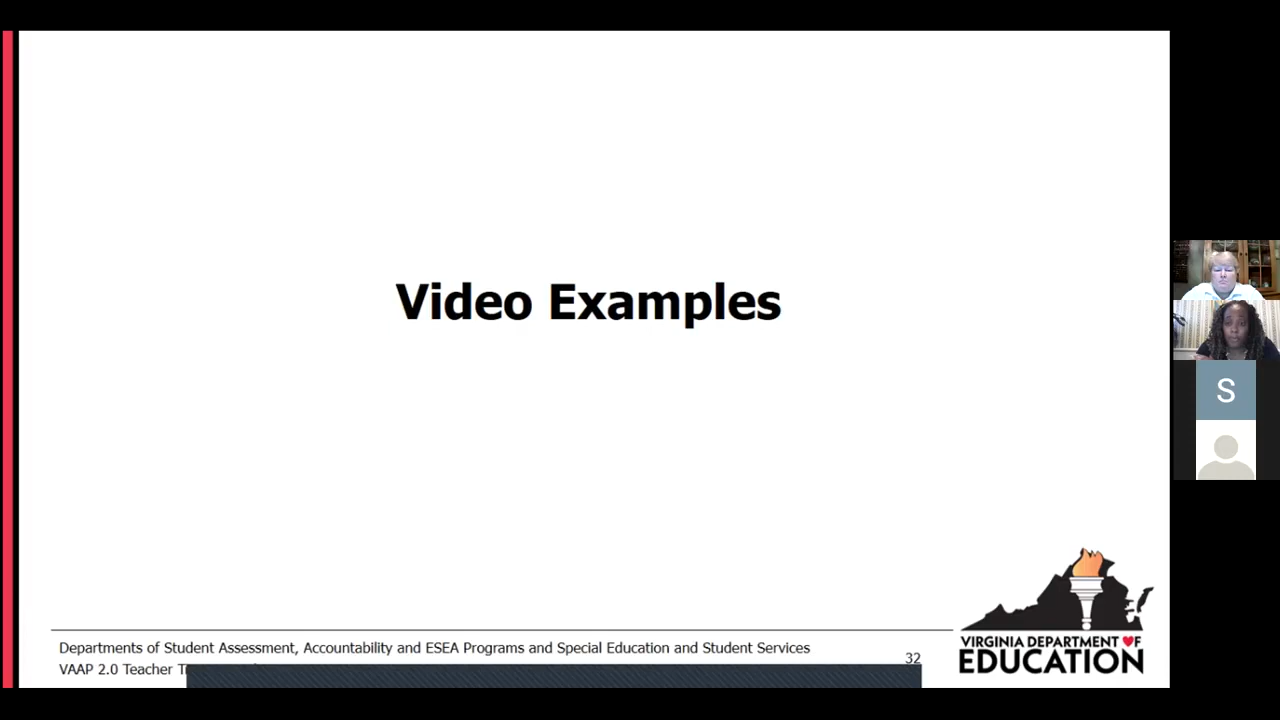 Video Examples
S
Departments of Student Assessment, Accountability and ESEA Programs and Special Education and Student Services
VAAP 2.0 Teacher
32
VIRGINIA DEPARTMENT OF
EDUCATION